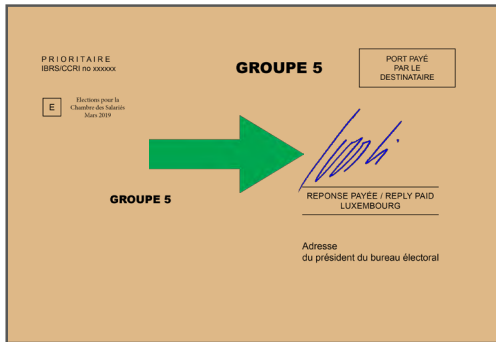 PRIORITAIRE
IBRS/CCRI no xxxxxx
GROUPE 5
PORT PAYÉ
PAR LE
DESTINATAIRE
E
Elections pour la
Chambre des Salariés
Mars 2019
GROUPE 5
REPONSE PAYÉE / REPLY PAID
LUXEMBOURG
Adresse
du président du bureau électoral